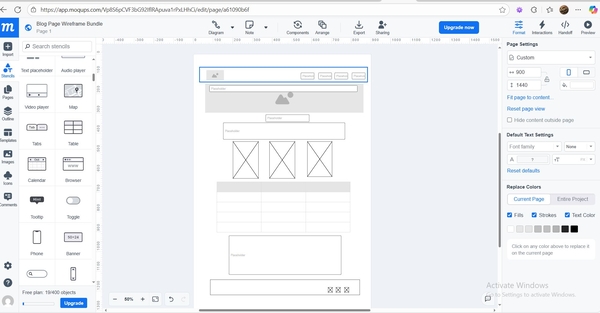 https://app.moqups.com/Vp8S6pCVF3bG92lfIRApuva1rPxLHhCi/edit/page/a61090b6f
Blog Page Wireframe Bundle
Page 1
Diagram
Note
Components
Arrange
Export
Sharing
Upgrade now
Format
Interactions
Handoff
Preview
Import
Stencils
Pages
Outline
Templates
Images
Icons
Comments
Search stencils
Text placeholder
Audio player
Video player
Map
Tabs
Table
Calendar
Browser
Tooltip
Toggle
Phone
Banner
Free plan: 19/400 objects
Upgrade
80%
Page Settings
Custom
900
1440
Fit page to content
Reset page view
Hide content outside page
Default Text Settings
Font family
None
Reset defaults
Replace Colors
Current Page
Entire Project
Fills
Strokes
Text Color
Click on any color above to replace it
on the current page
Activate Windows
Go to Settings to activate Windows.